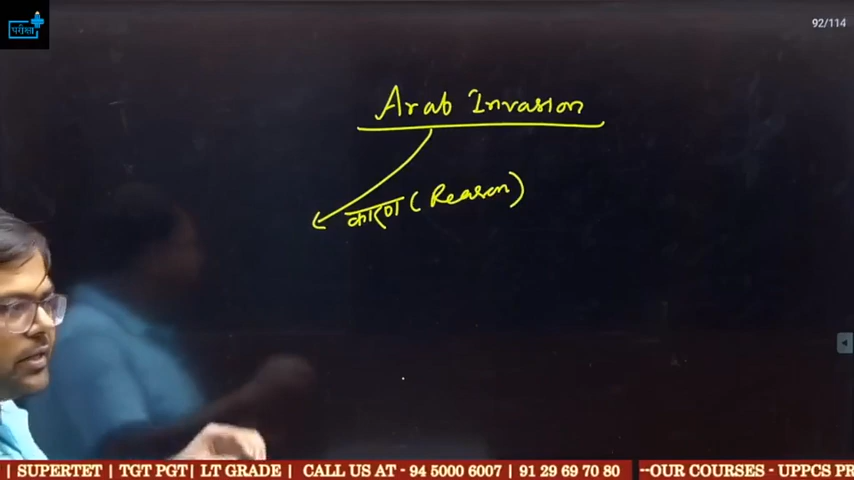 परीक्षा
92/114
Arab Invasion
कारण (Reason)
| SUPERTET | TGT PGT| LT GRADE | CALL US AT - 94 5000 6007 | 91 29 69 70 80 --OUR COURSES - UPPCS PR